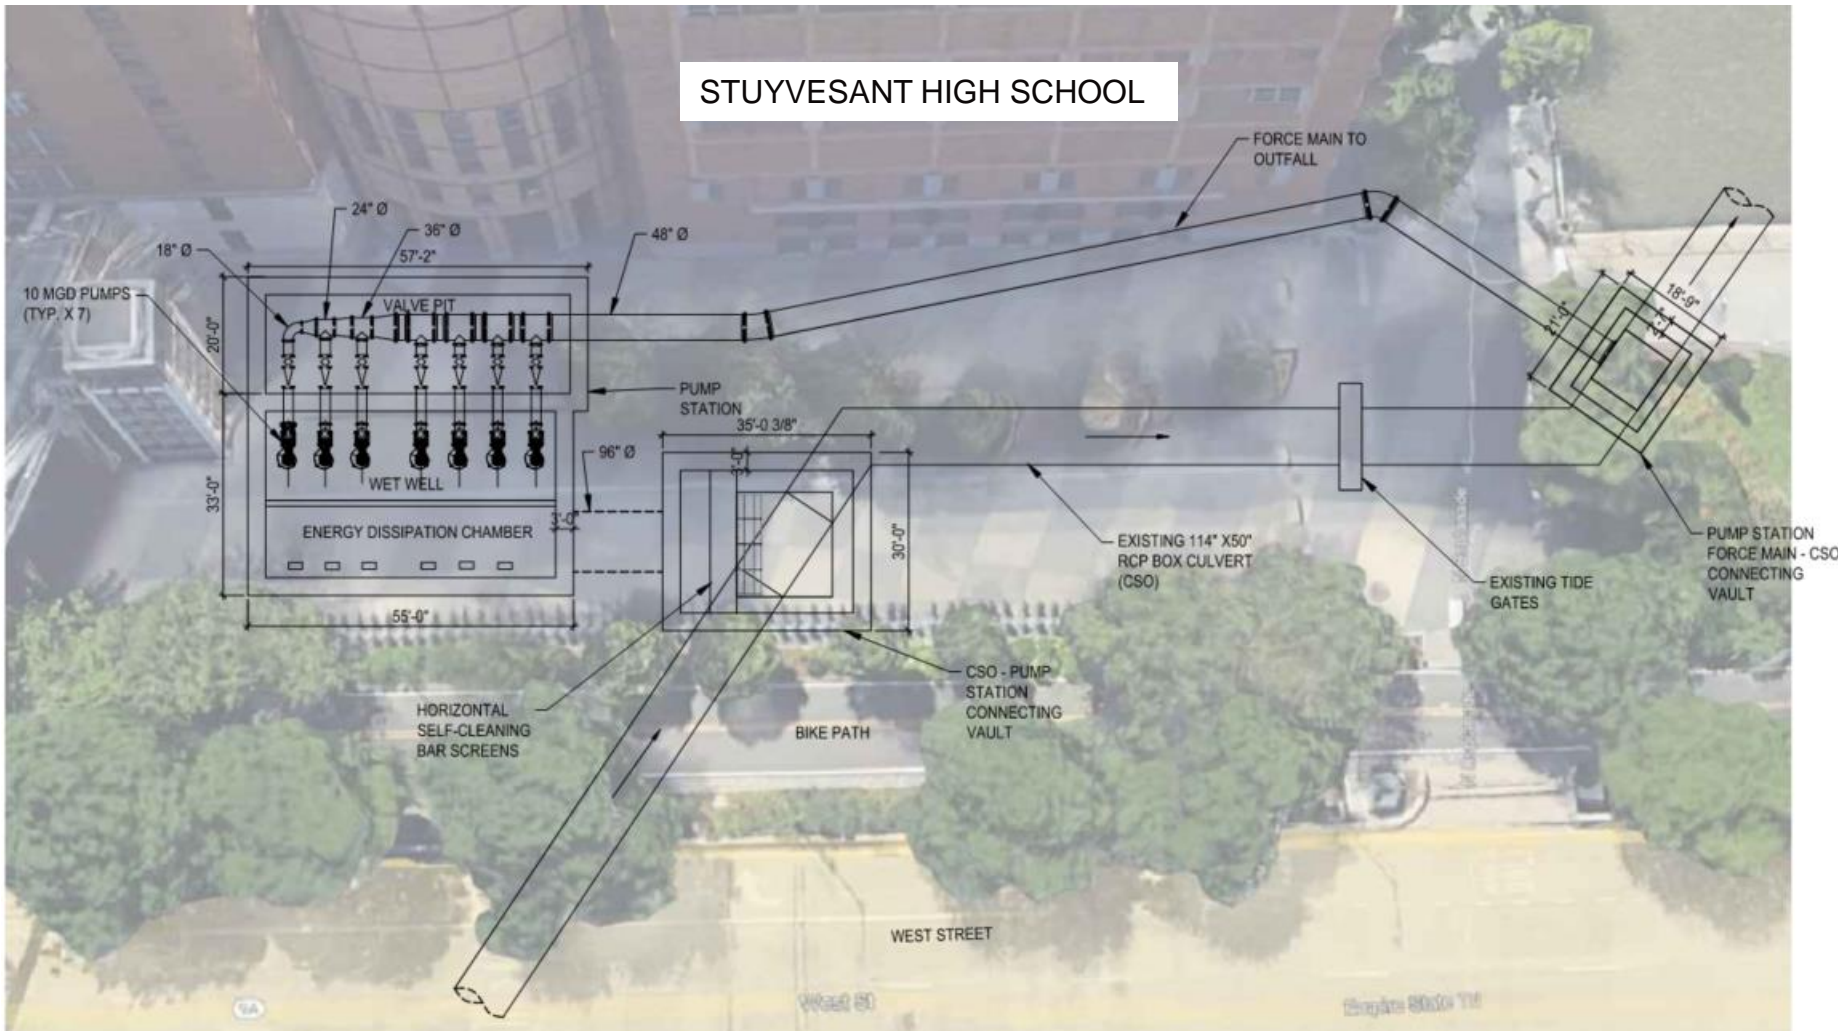 STUYVESANT HIGH SCHOOL
FORCE MAIN TO
OUTFALL
24" Ø
36" Ø
48" Ø
18" Ø
57'-2"
10 MGD PUMPS
(TYP. X 7)
VALVE PIT
20'-0"
18'-9"
21'-0"
PUMP
STATION
35'-0 3/8"
96" Ø
WET WELL
33'-0"
3'-0"
ENERGY DISSIPATION CHAMBER
30'-0"
EXISTING 114" X50"
RCP BOX CULVERT
(CSO)
EXISTING TIDE
GATES
PUMP STATION
FORCE MAIN - CSO
CONNECTING
VAULT
55'-0"
HORIZONTAL
SELF-CLEANING
BAR SCREENS
CSO - PUMP
STATION
CONNECTING
VAULT
BIKE PATH
WEST STREET
9A
West St